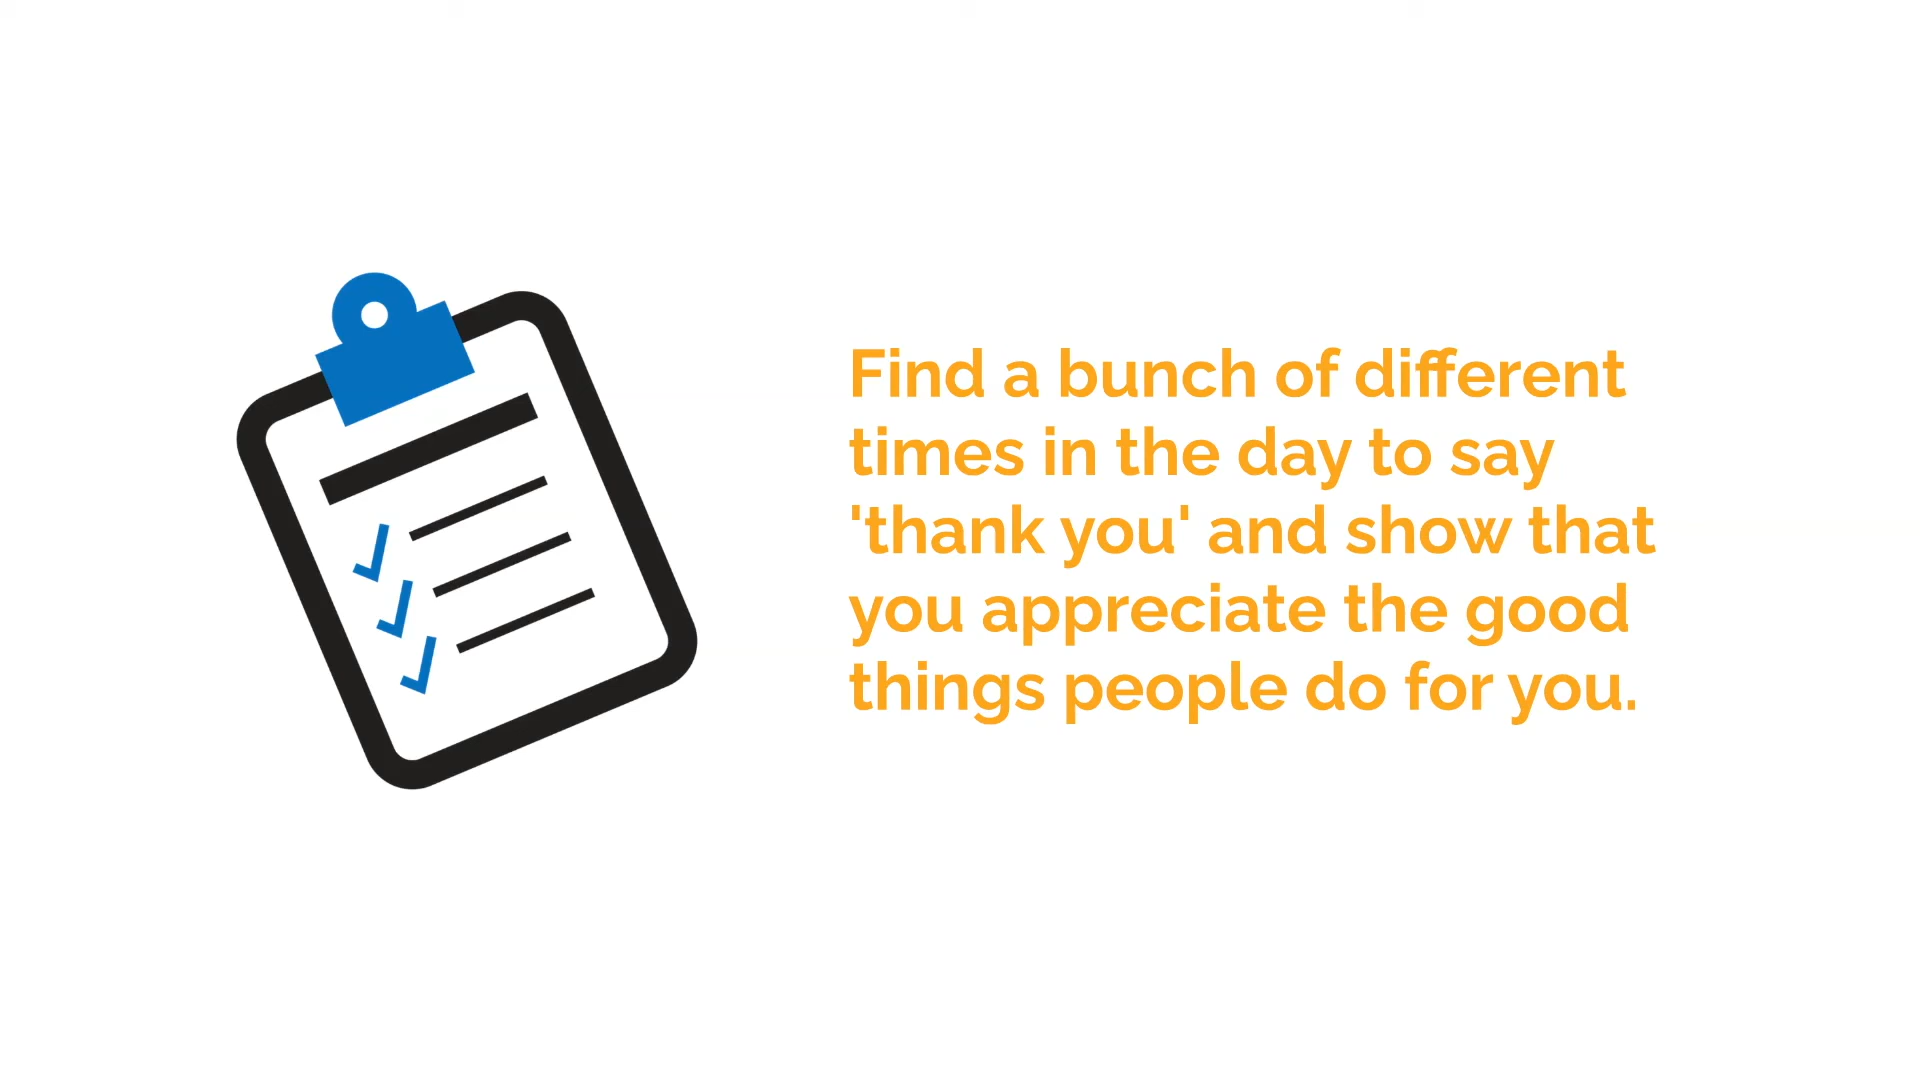 Find a bunch of different
times in the day to say
'thank you' and show that
you appreciate the good
things people do for you.